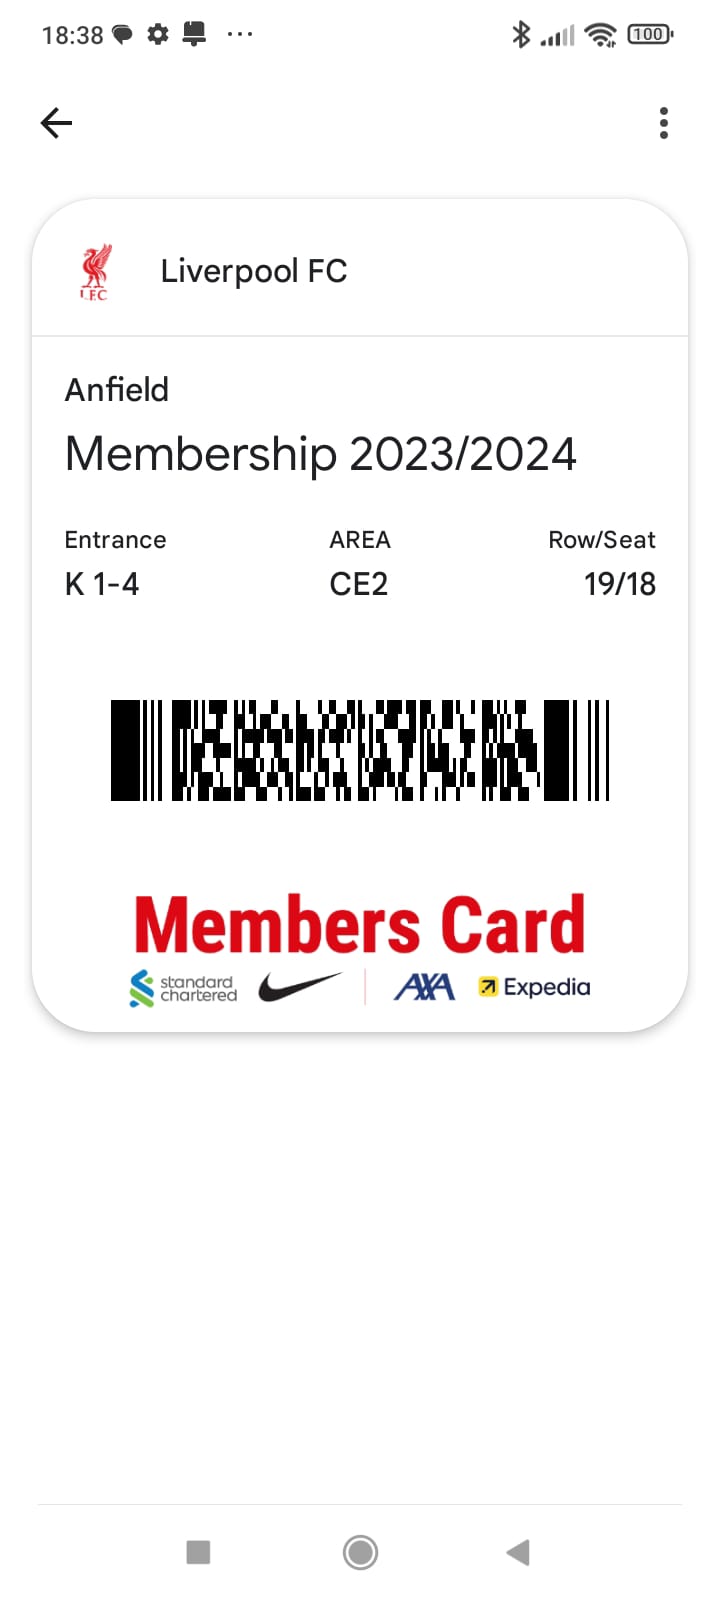 18:38
100
Liverpool FC
L.F.C
Anfield
Membership 2023/2024
Entrance AREA Row/Seat
K 1-4 CE2 19/18
Members Card
standard chartered AXA Expedia